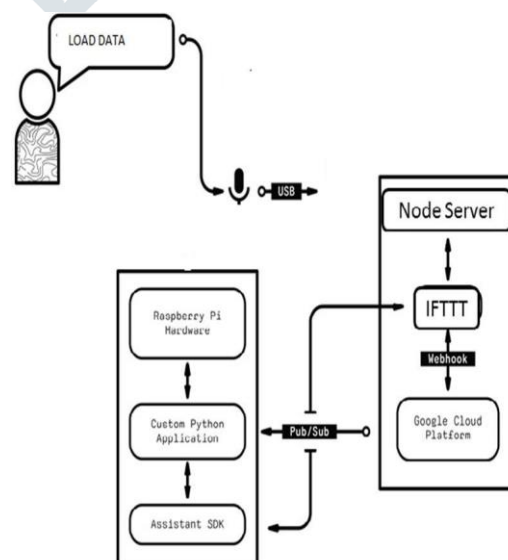 LOAD DATA
USB
Node Server
IFTTT
Webhook
Google Cloud
Platform
Raspberry Pi
Hardware
Custom Python
Application
Pub/Sub
Assistant SDK